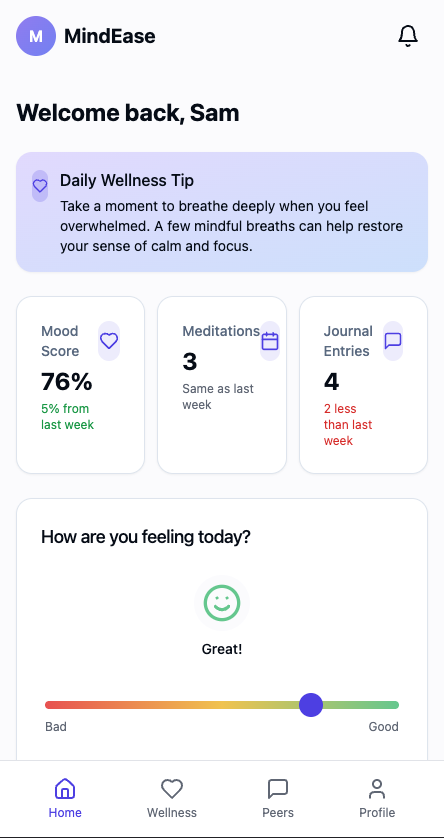 M MindEase
Welcome back, Sam
Daily Wellness Tip
Take a moment to breathe deeply when you feel
overwhelmed. A few mindful breaths can help restore
your sense of calm and focus.
Mood
Score
76%
5% from
last week
Meditations
3
Same as last
week
Journal
Entries
4
2 less
than last
week
How are you feeling today?
Great!
Bad Good
Home Wellness Peers Profile